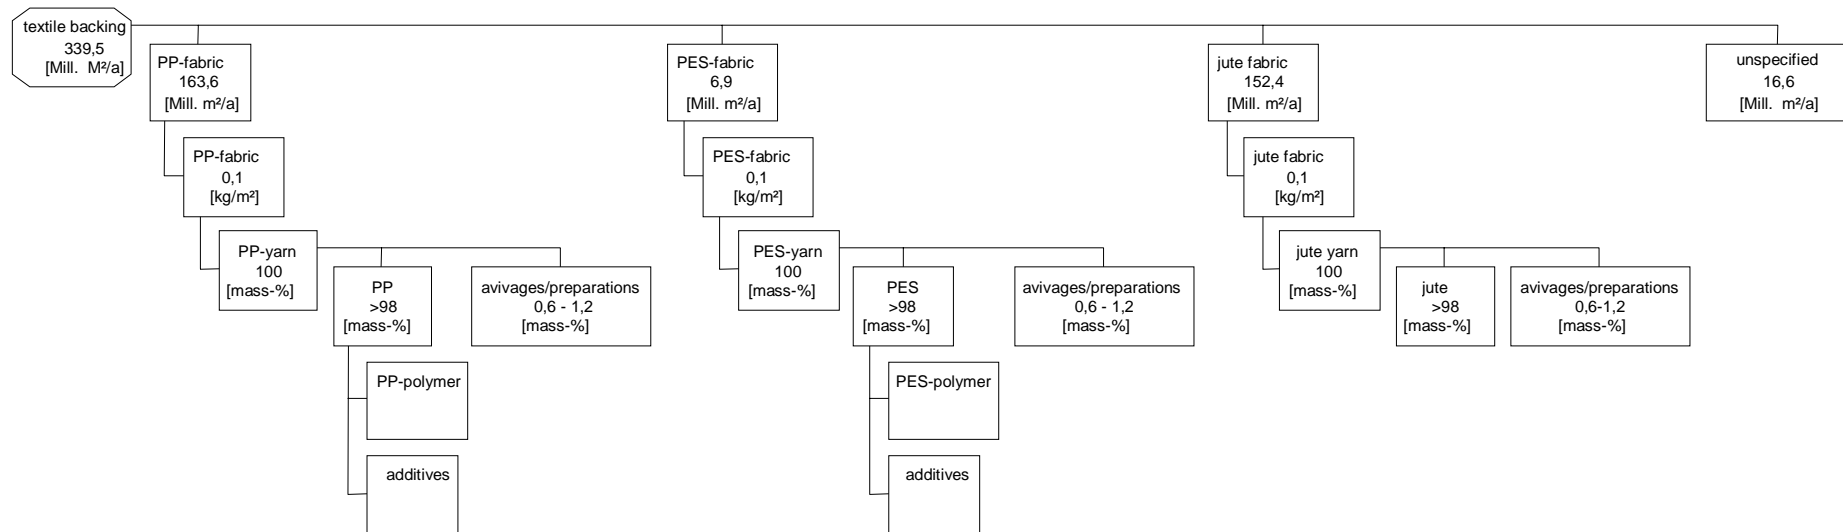 textile backing
339,5
[Mill. M²/a]
PP-fabric
163,6
[Mill. m²/a]
PES-fabric
6,9
[Mill. m²/a]
jute fabric
152,4
[Mill. m²/a]
unspecified
16,6
[Mill. m²/a]
PP-fabric
0,1
[kg/m²]
PES-fabric
0,1
[kg/m²]
jute fabric
0,1
[kg/m²]
PP-yarn
100
[mass-%]
PES-yarn
100
[mass-%]
jute yarn
100
[mass-%]
PP
>98
[mass-%]
avivages/preparations
0,6 - 1,2
[mass-%]
PES
>98
[mass-%]
avivages/preparations
0,6 - 1,2
[mass-%]
jute
>98
[mass-%]
avivages/preparations
0,6-1,2
[mass-%]
PP-polymer
PES-polymer
additives
additives